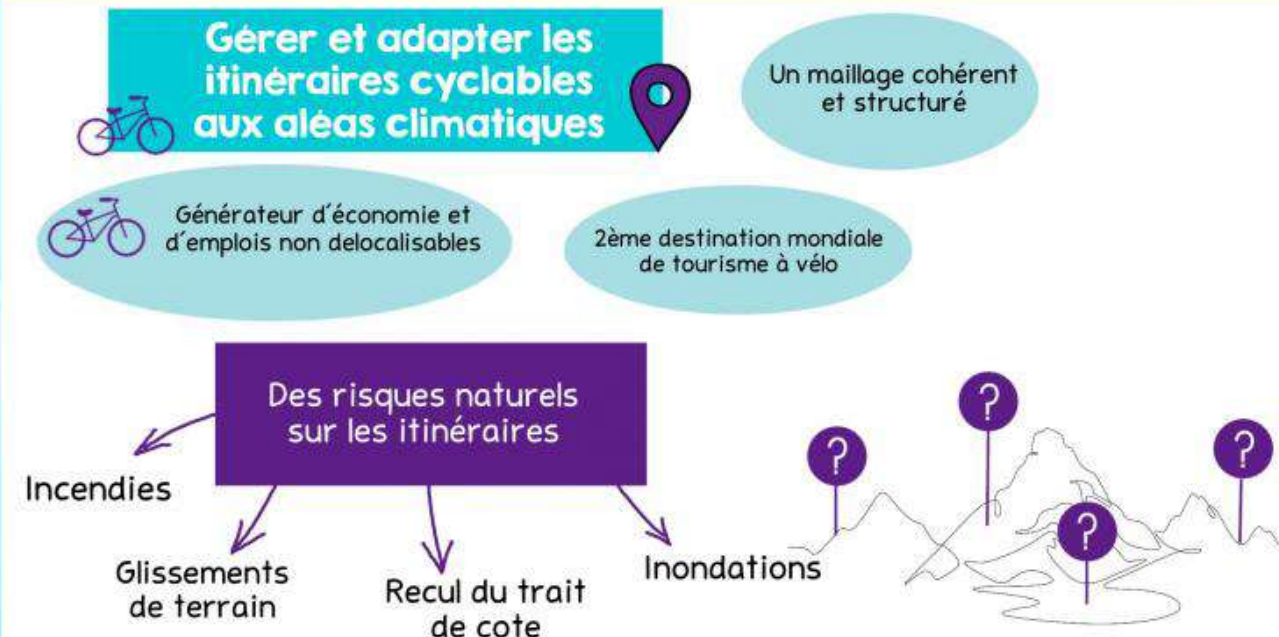 Gérer et adapter les
itinéraires cyclables
aux aléas climatiques
Un maillage cohérent
et structuré
Générateur d'économie et
d'emplois non delocalisables
2ème destination mondiale
de tourisme à vélo
Des risques naturels
sur les itinéraires
Incendies
Glissements
de terrain
Recul du trait
de cote
Inondations
?
?
?
?